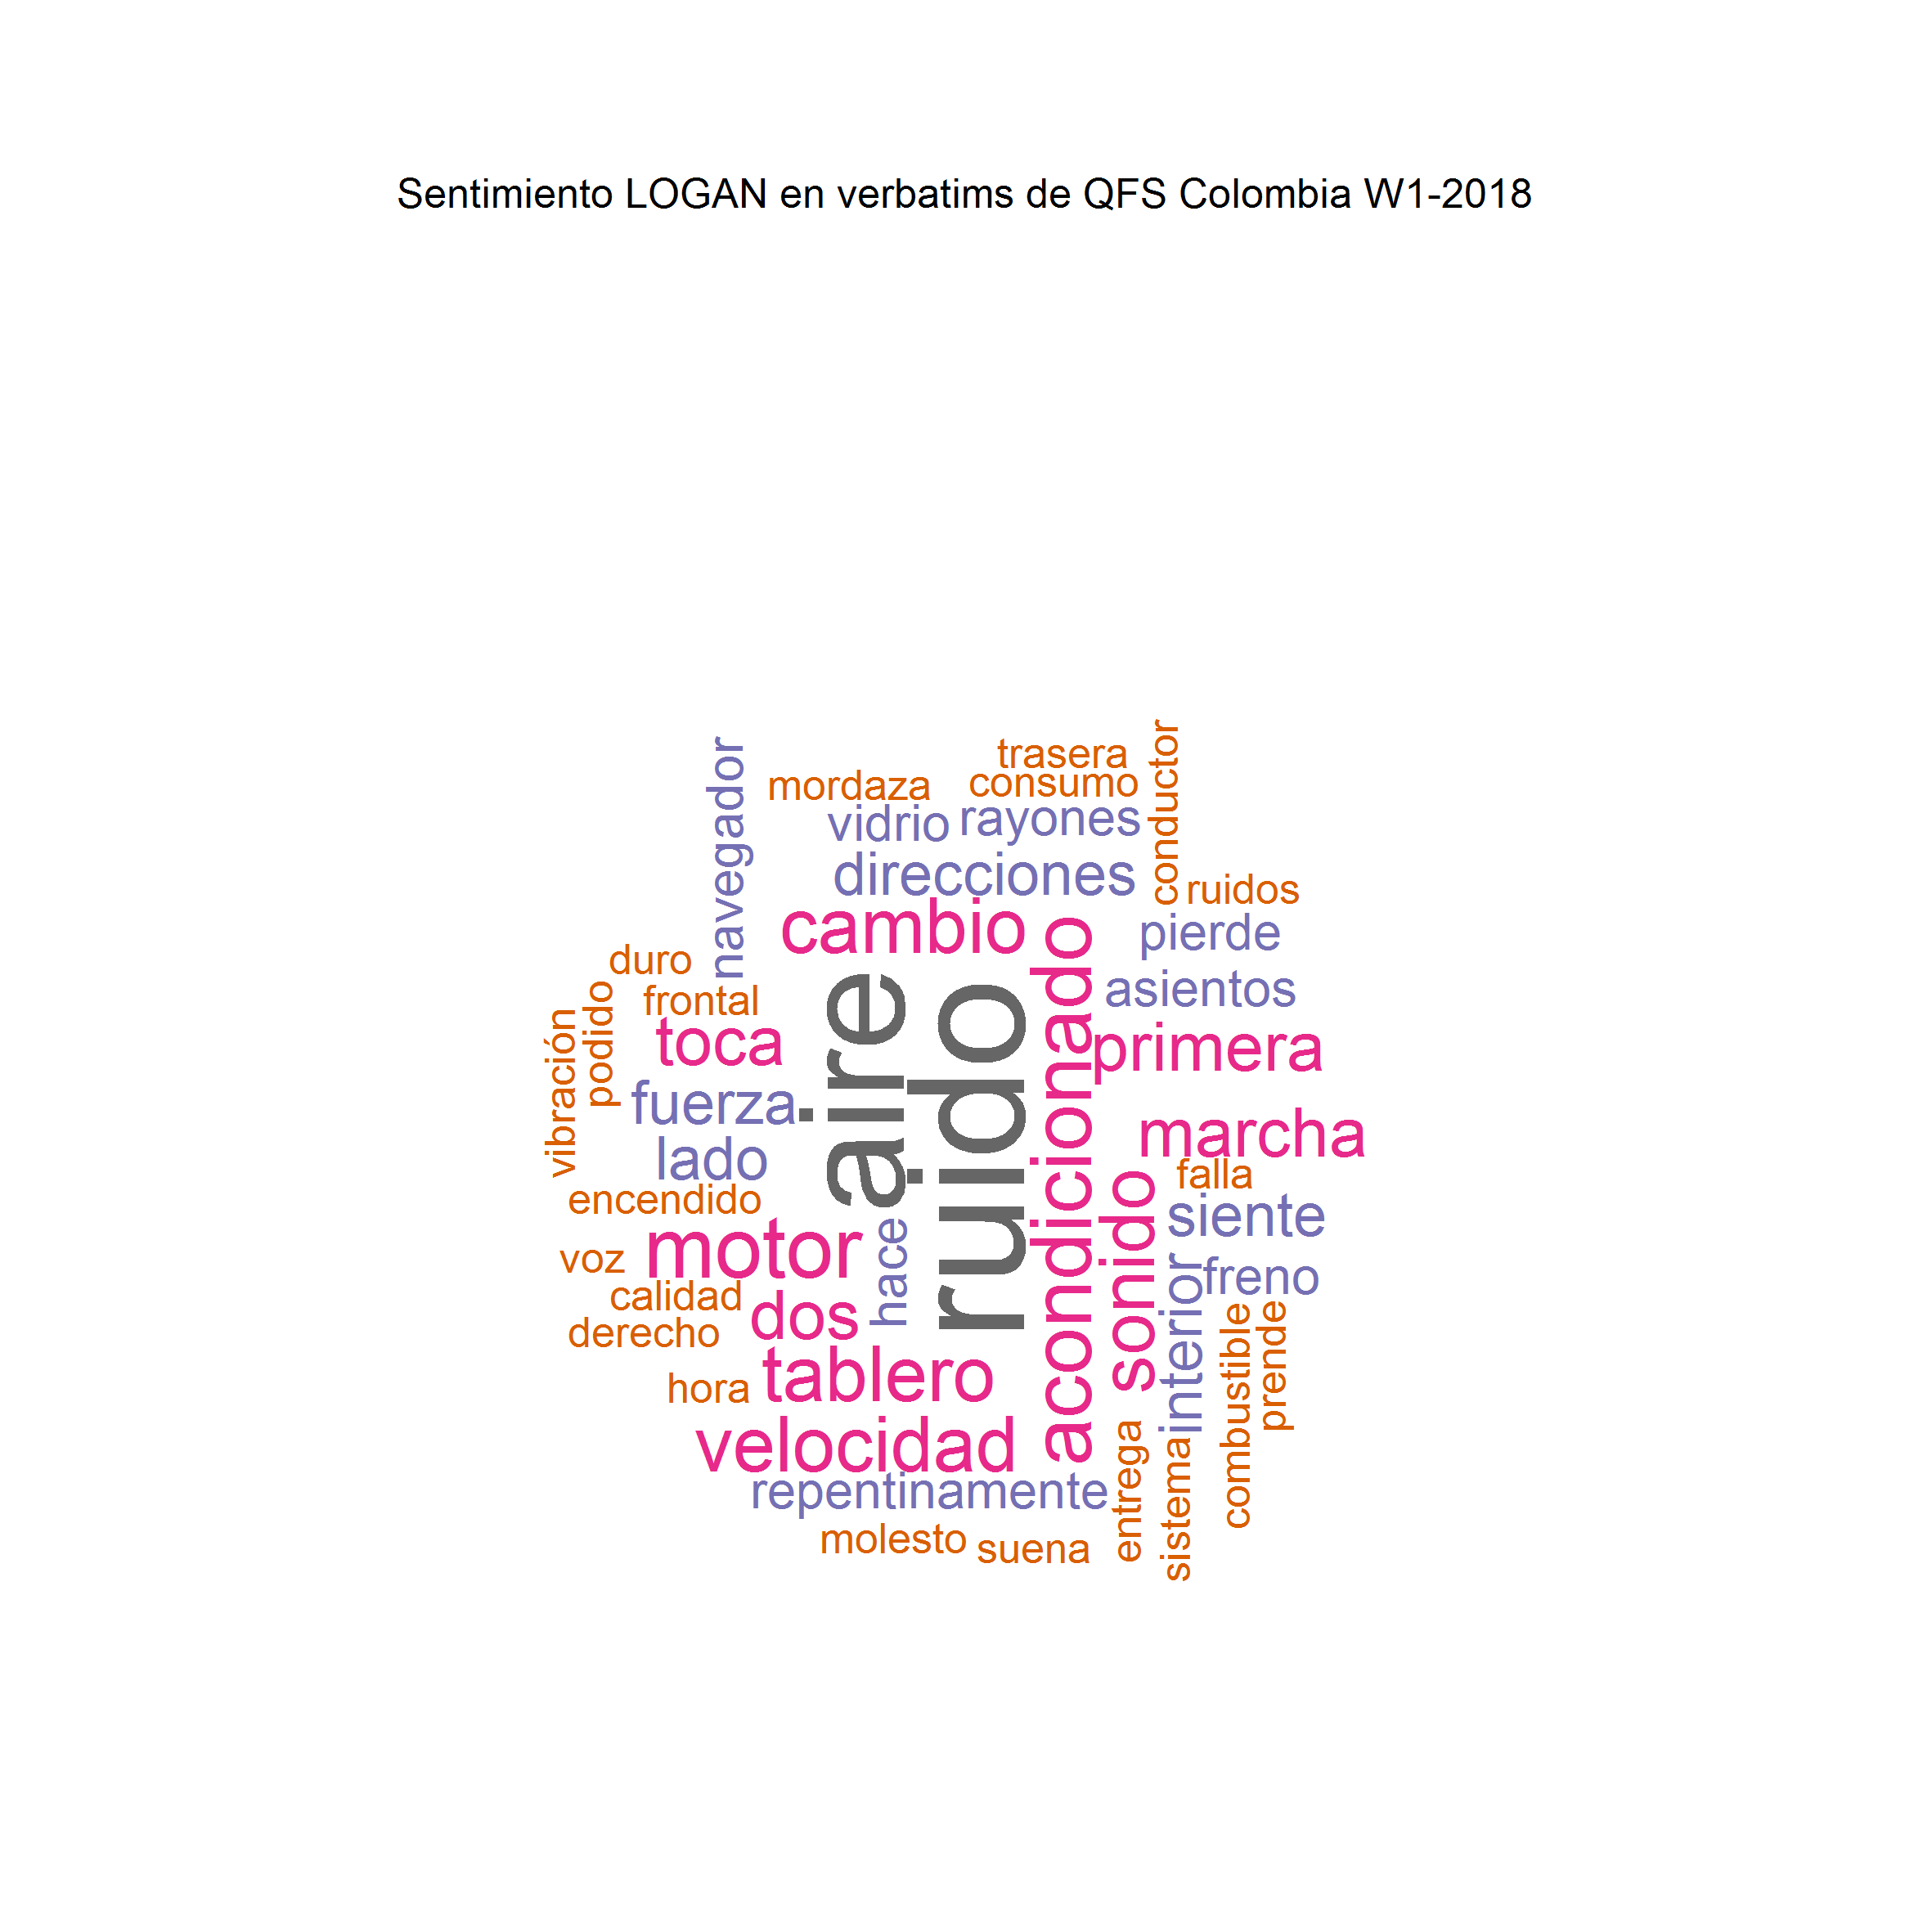 Sentimiento LOGAN en verbatims de QFS Colombia W1-2018
trasera
conductor
navegador
mordaza
consumo
vidrio
rayones
direcciones
ruidos
cambio
pierde
duro
asientos
frontal
podido
vibración
toca
aire
ruido
acondicionado
primera
fuerza
marcha
lado
falla
encendido
siente
motor
voz
hace
sonido
freno
interior
calidad
dos
derecho
combustible
prende
tablero
hora
velocidad
repentinamente
entrega
sistema
molesto
suena